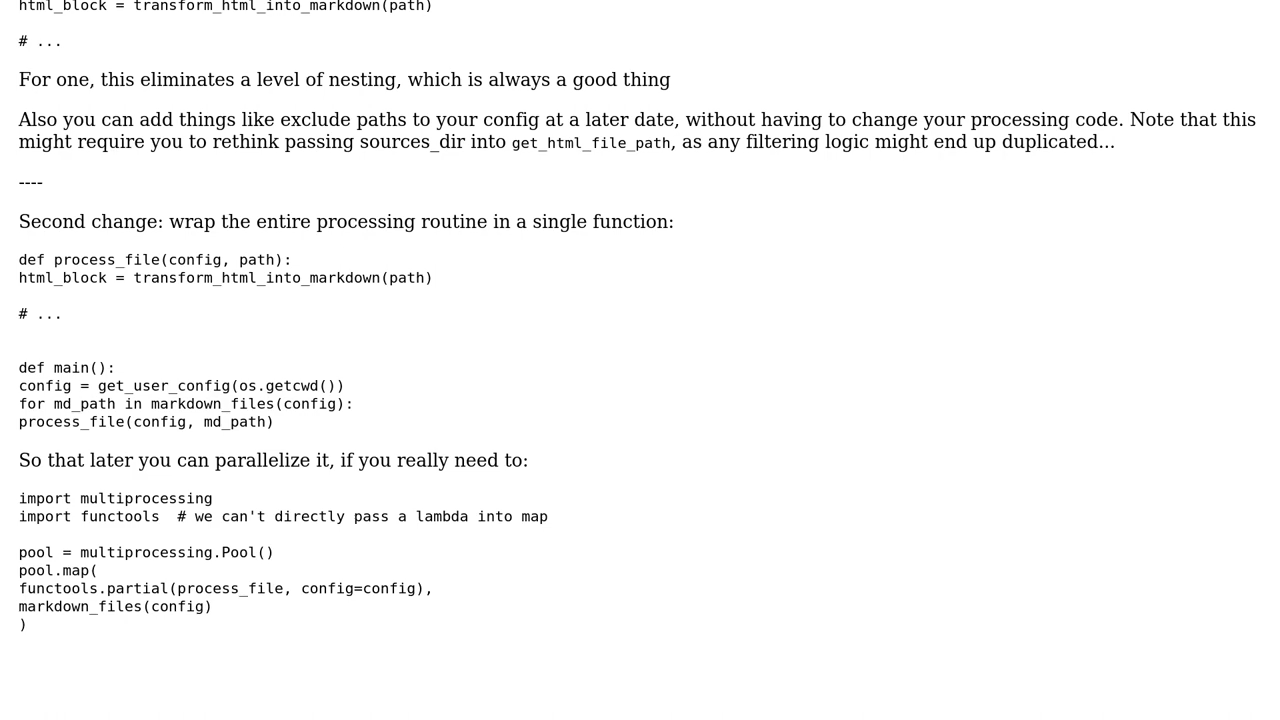 html_block = transform_html_into_markdown(path)
# ...
For one, this eliminates a level of nesting, which is always a good thing
Also you can add things like exclude paths to your config at a later date, without having to change your processing code. Note that this
might require you to rethink passing sources_dir into get_html_file_path, as any filtering logic might end up duplicated...
----
Second change: wrap the entire processing routine in a single function:
def process_file(config, path):
html_block = transform_html_into_markdown(path)
# ...
def main():
config = get_user_config(os.getcwd())
for md_path in markdown_files(config):
process_file(config, md_path)
So that later you can parallelize it, if you really need to:
import multiprocessing
import functools  # we can't directly pass a lambda into map
pool = multiprocessing.Pool()
pool.map(
functools.partial(process_file, config=config),
markdown_files(config)
)